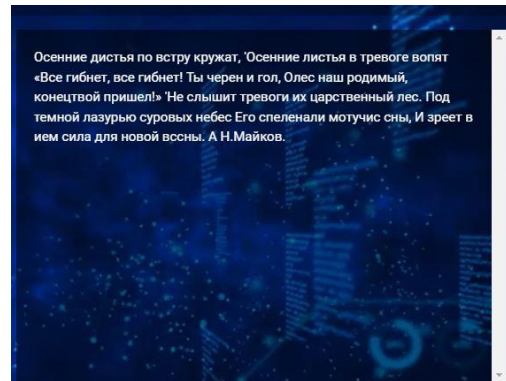 Осенние дистья по встру кружат, 'Осенние листья в тревоге вопят
«Все гибнет, все гибнет! Ты черен и гол, Олес наш родимый,
конецтвой пришел!» 'Не слышит тревоги их царственный лес. Под
темной лазурью суровых небес Его спеленали мотучис сны, И зреет в
ием сила для новой вссны. А Н.Майков.